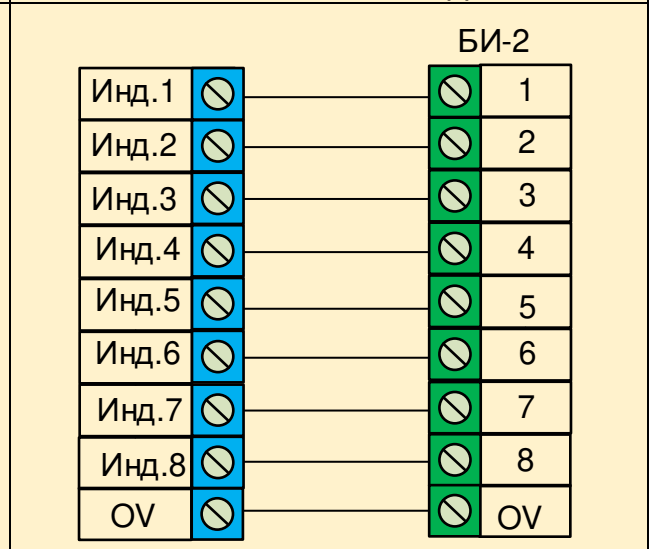 БИ-2
Инд.1 1
Инд.2 2
Инд.3 3
Инд.4 4
Инд.5 5
Инд.6 6
Инд.7 7
Инд.8 8
OV OV